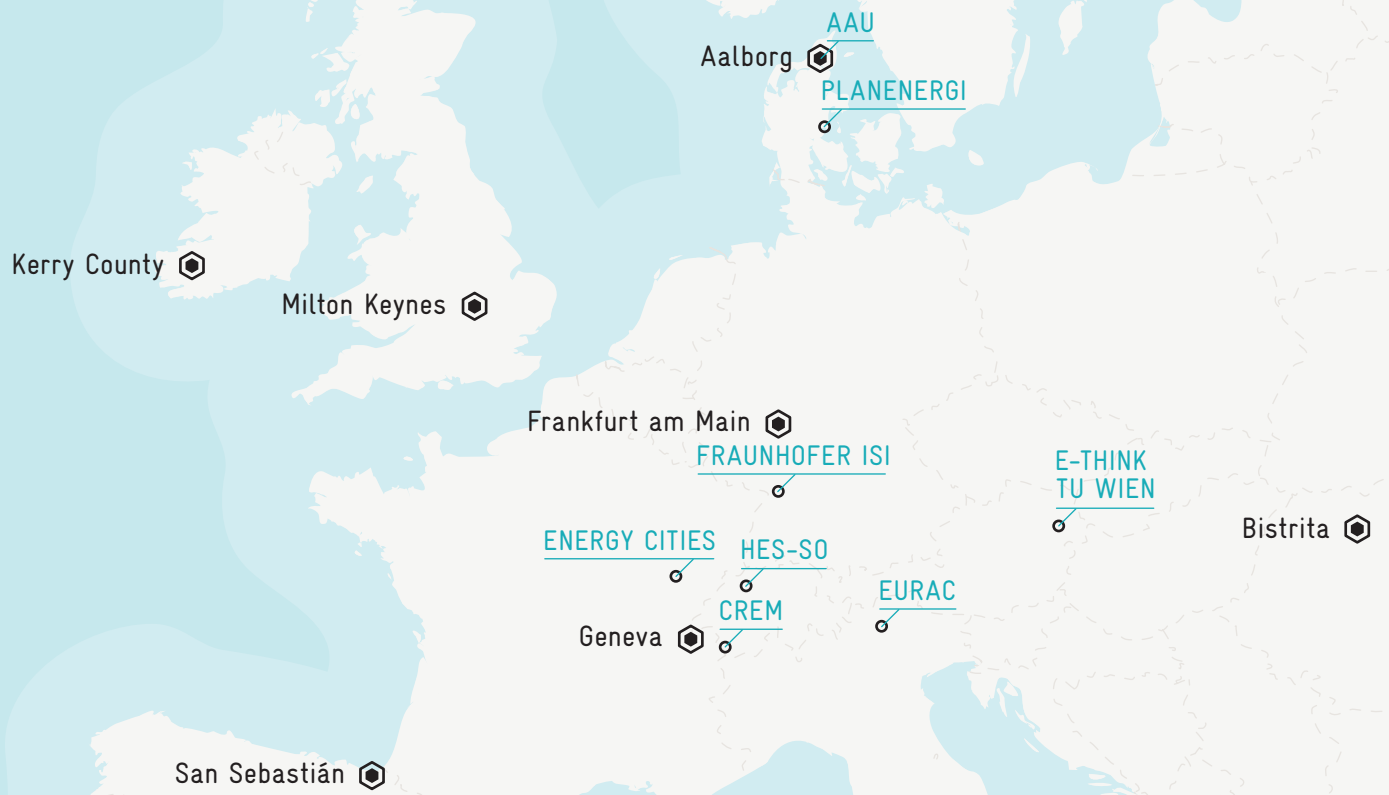 AAU
Aalborg
PLANENERGI
Kerry County
Milton Keynes
Frankfurt am Main
FRAUNHOFER ISI
E-THINK
TU WIEN
Bistrita
ENERGY CITIES
HES-SO
EURAC
CREM
Geneva
San Sebastián